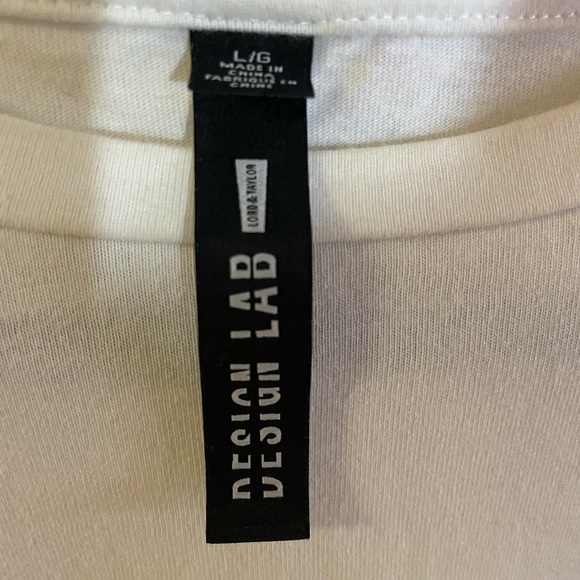 L/G
MADE IN
CHINA
FABRIQUÉ EN
CHINE
LORD & TAYLOR
DESIGN LAB